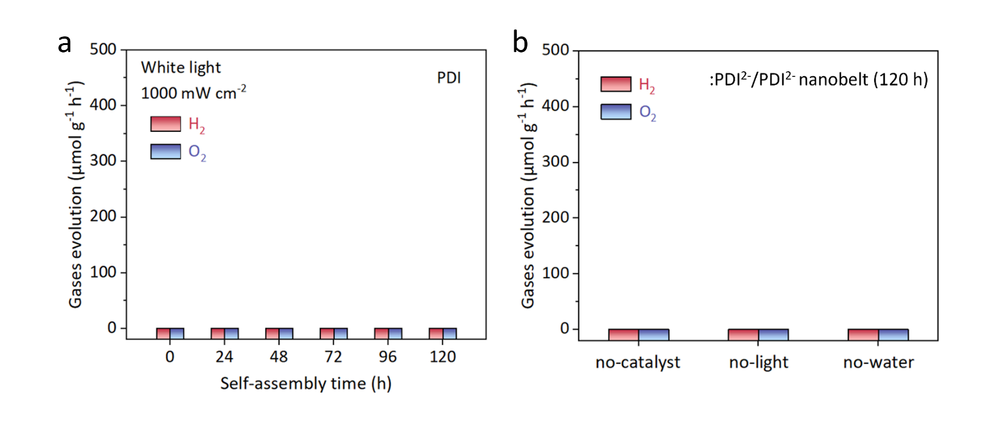 a
500
400
300
200
100
0
Gases evolution (μmol g⁻¹ h⁻¹)
White light
1000 mW cm⁻²
PDI
H₂
O₂
0 24 48 72 96 120
Self-assembly time (h)
b
500
400
300
200
100
0
Gases evolution (μmol g⁻¹ h⁻¹)
:PDI²⁻/PDI²⁻ nanobelt (120 h)
H₂
O₂
no-catalyst no-light no-water